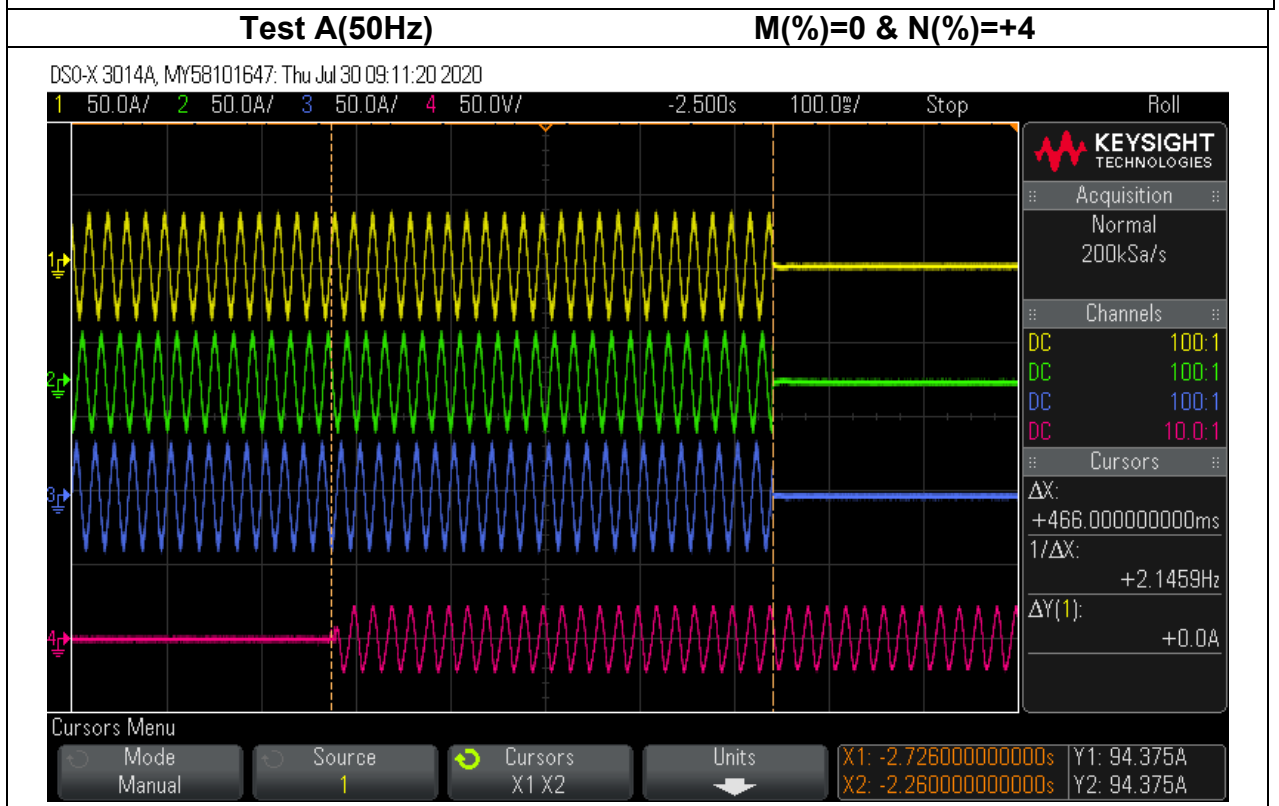 Test A(50Hz) M(%)=0 & N(%)=+4
DSO-X 3014A, MY58101647: Thu Jul 30 09:11:20 2020
1 50.0A/ 2 50.0A/ 3 50.0A/ 4 50.0V/ -2.500s 100.0ms/ Stop Roll
KEYSIGHT
TECHNOLOGIES
Acquisition
Normal
200kSa/s
Channels
DC 100:1
DC 100:1
DC 100:1
DC 10.0:1
Cursors
ΔX:
+466.000000000ms
1/ΔX:
+2.1459Hz
ΔY(1):
+0.0A
1
2
3
4
Cursors Menu
Mode
Manual
Source
1
Cursors
X1 X2
Units
X1: -2.726000000000s Y1: 94.375A
X2: -2.260000000000s Y2: 94.375A